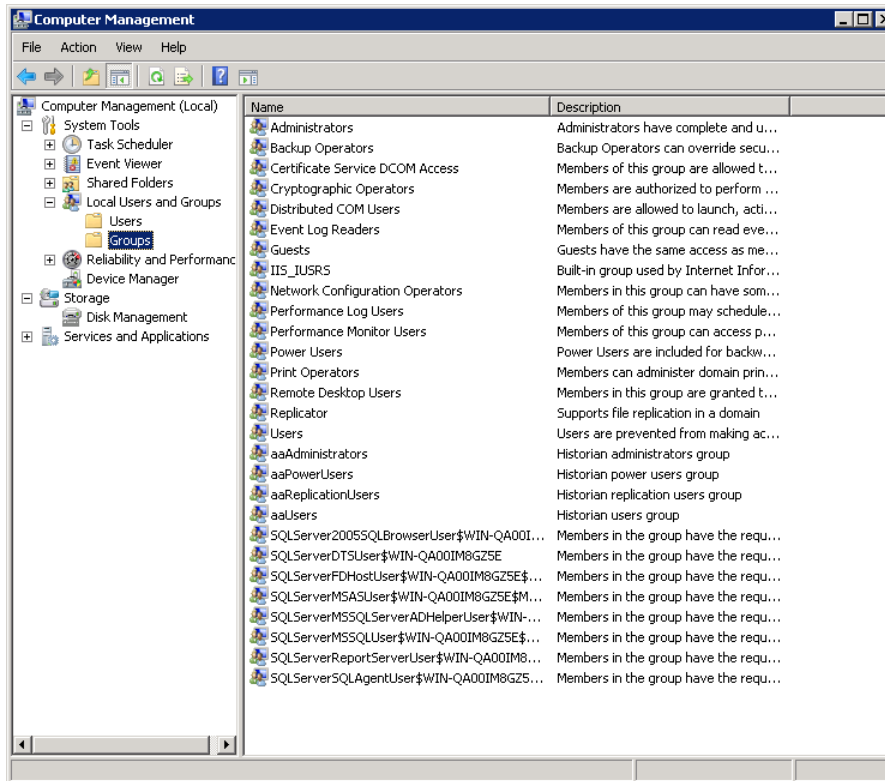 Computer Management
File Action View Help
Computer Management (Local)
System Tools
Task Scheduler
Event Viewer
Shared Folders
Local Users and Groups
Users
Groups
Reliability and Performanc
Device Manager
Storage
Disk Management
Services and Applications
Name Description
Administrators Administrators have complete and u...
Backup Operators Backup Operators can override secu...
Certificate Service DCOM Access Members of this group are allowed t...
Cryptographic Operators Members are authorized to perform ...
Distributed COM Users Members are allowed to launch, acti...
Event Log Readers Members of this group can read eve...
Guests Guests have the same access as me...
IIS_IUSRS Built-in group used by Internet Infor...
Network Configuration Operators Members in this group can have som...
Performance Log Users Members of this group may schedule...
Performance Monitor Users Members of this group can access p...
Power Users Power Users are included for backw...
Print Operators Members can administer domain prin...
Remote Desktop Users Members in this group are granted t...
Replicator Supports file replication in a domain
Users Users are prevented from making ac...
aaAdministrators Historian administrators group
aaPowerUsers Historian power users group
aaReplicationUsers Historian replication users group
aaUsers Historian users group
SQLServer2005SQLBrowserUser$WIN-QA00I... Members in the group have the requ...
SQLServerDTSUser$WIN-QA00IM8GZ5E Members in the group have the requ...
SQLServerFDHostUser$WIN-QA00IM8GZ5E$... Members in the group have the requ...
SQLServerMSASUser$WIN-QA00IM8GZ5E$M... Members in the group have the requ...
SQLServerMSSQLServerADHelperUser$WIN-... Members in the group have the requ...
SQLServerMSSQLUser$WIN-QA00IM8GZ5E$... Members in the group have the requ...
SQLServerReportServerUser$WIN-QA00IM8... Members in the group have the requ...
SQLServerSQLAgentUser$WIN-QA00IM8GZ5... Members in the group have the requ...